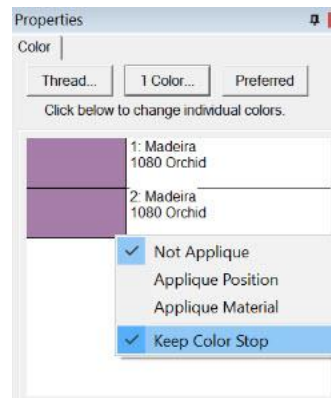 Properties
Color
Thread... 1 Color... Preferred
Click below to change individual colors.
1: Madeira
1080 Orchid
2: Madeira
1080 Orchid
Not Applique
Applique Position
Applique Material
Keep Color Stop